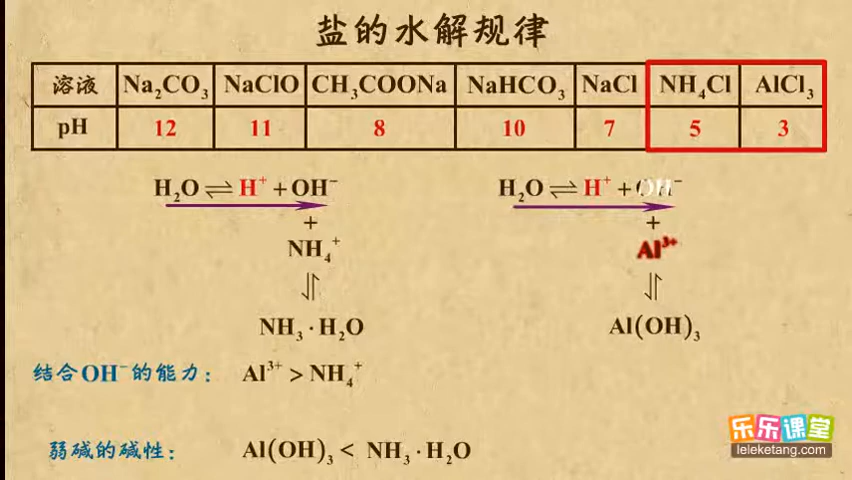 盐的水解规律
溶液 Na₂CO₃ NaClO CH₃COONa NaHCO₃ NaCl NH₄Cl AlCl₃
pH 12 11 8 10 7 5 3
H₂O ⇌ H⁺ + OH⁻ H₂O ⇌ H⁺ + OH⁻
+ +
NH₄⁺ Al³⁺
⇌ ⇌
NH₃·H₂O Al(OH)₃
结合OH⁻的能力: Al³⁺ > NH₄⁺
弱碱的碱性: Al(OH)₃ < NH₃·H₂O
乐乐课堂
leleketang.com